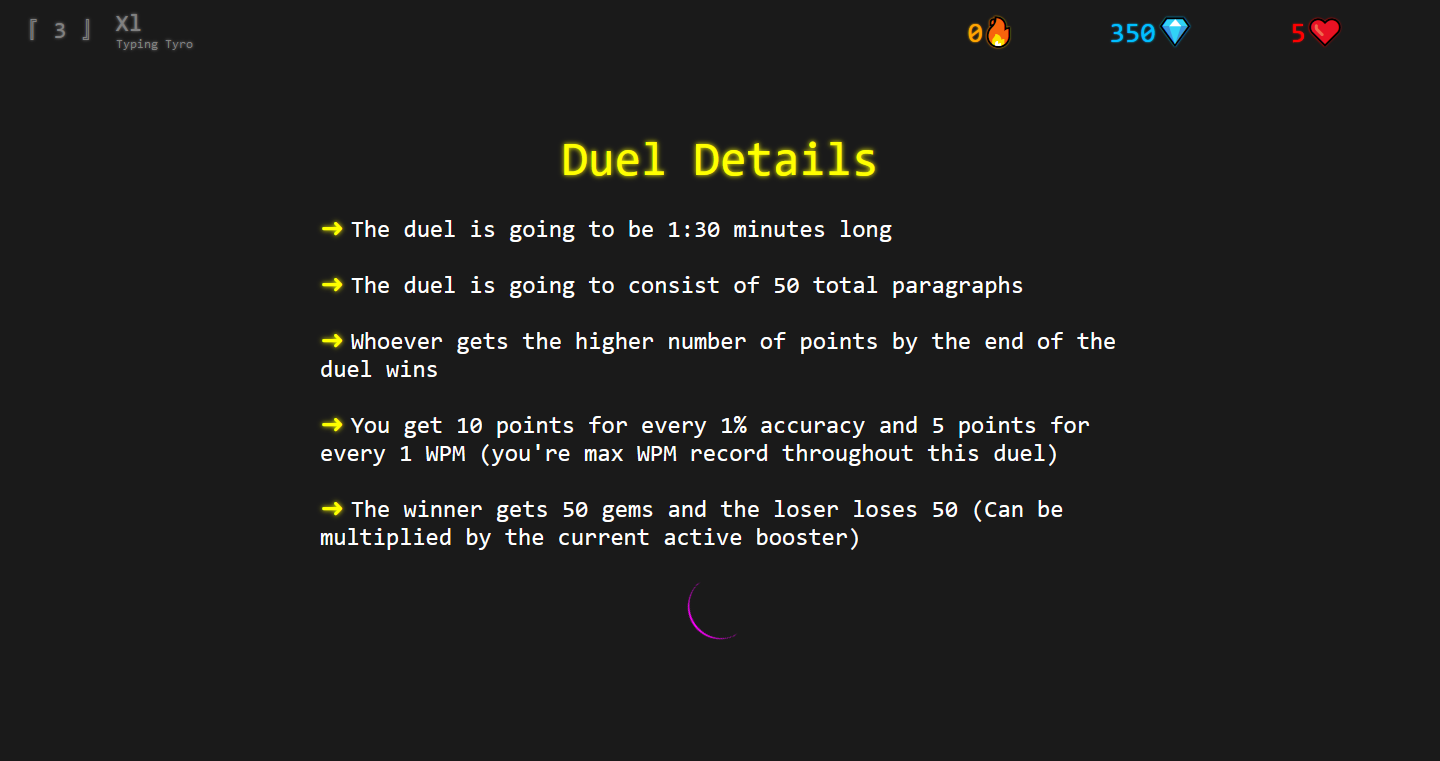 ⌈ 3 ⌋
Xl
Typing Tyro
0
350
5
Duel Details
➜ The duel is going to be 1:30 minutes long
➜ The duel is going to consist of 50 total paragraphs
➜ Whoever gets the higher number of points by the end of the
duel wins
➜ You get 10 points for every 1% accuracy and 5 points for
every 1 WPM (you're max WPM record throughout this duel)
➜ The winner gets 50 gems and the loser loses 50 (Can be
multiplied by the current active booster)